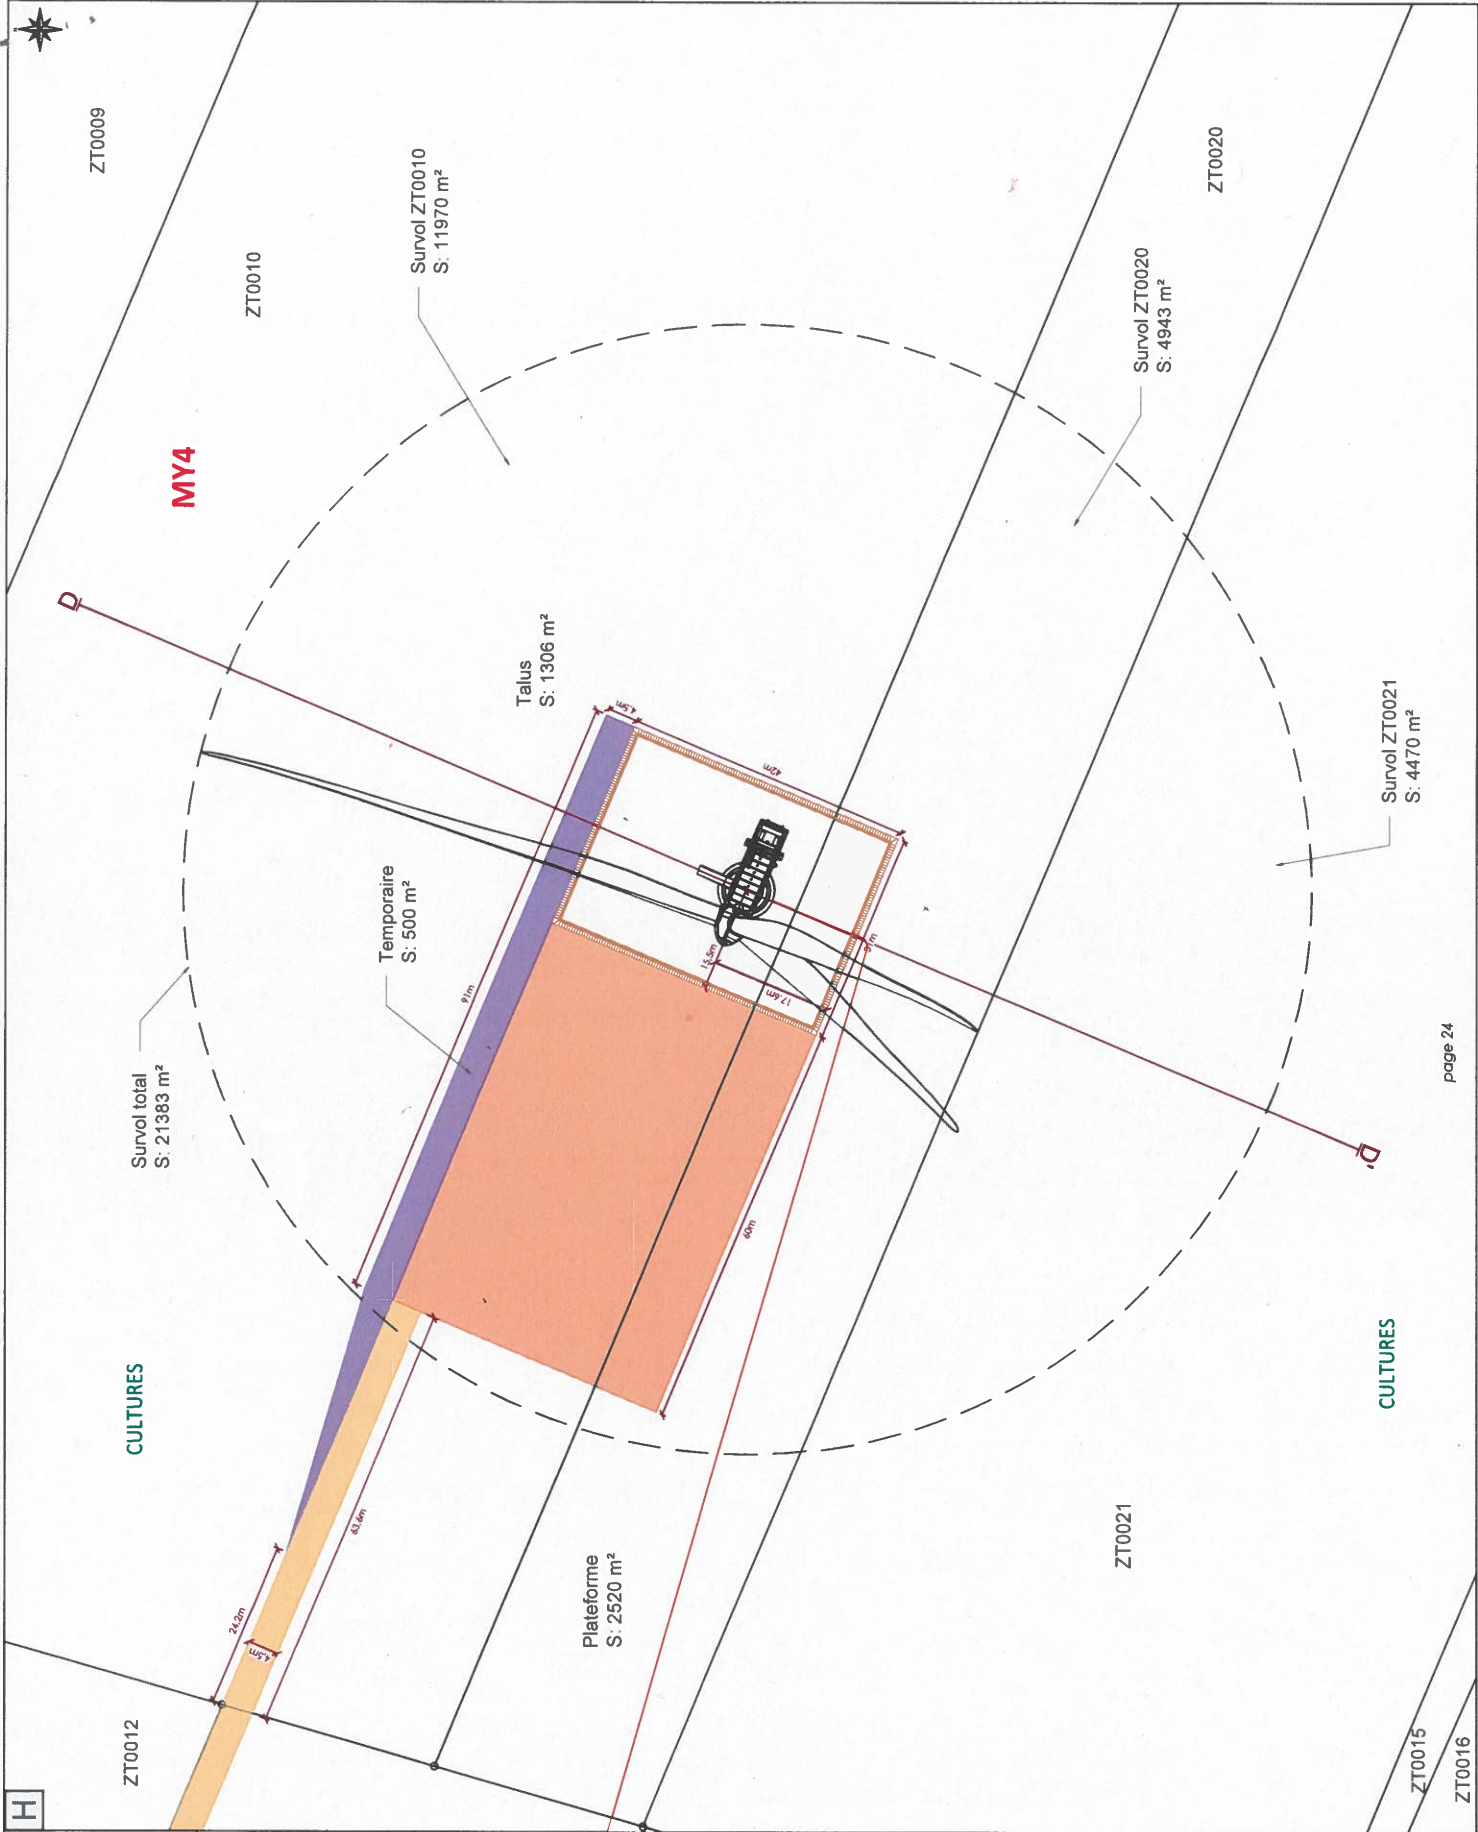 H
ZT0009
ZT0010
Survol ZT0010
S: 11970 m²
ZT0020
Survol ZT0020
S: 4943 m²
MY4
D
Talus
S: 1306 m²
4.5m
42m
Survol ZT0021
S: 4470 m²
Temporaire
S: 500 m²
91m
15.5m
17.6m
Survol total
S: 21383 m²
60m
D'
page 24
CULTURES
CULTURES
63.6m
24.2m
4.5m
Plateforme
S: 2520 m²
ZT0021
ZT0012
ZT0015
ZT0016